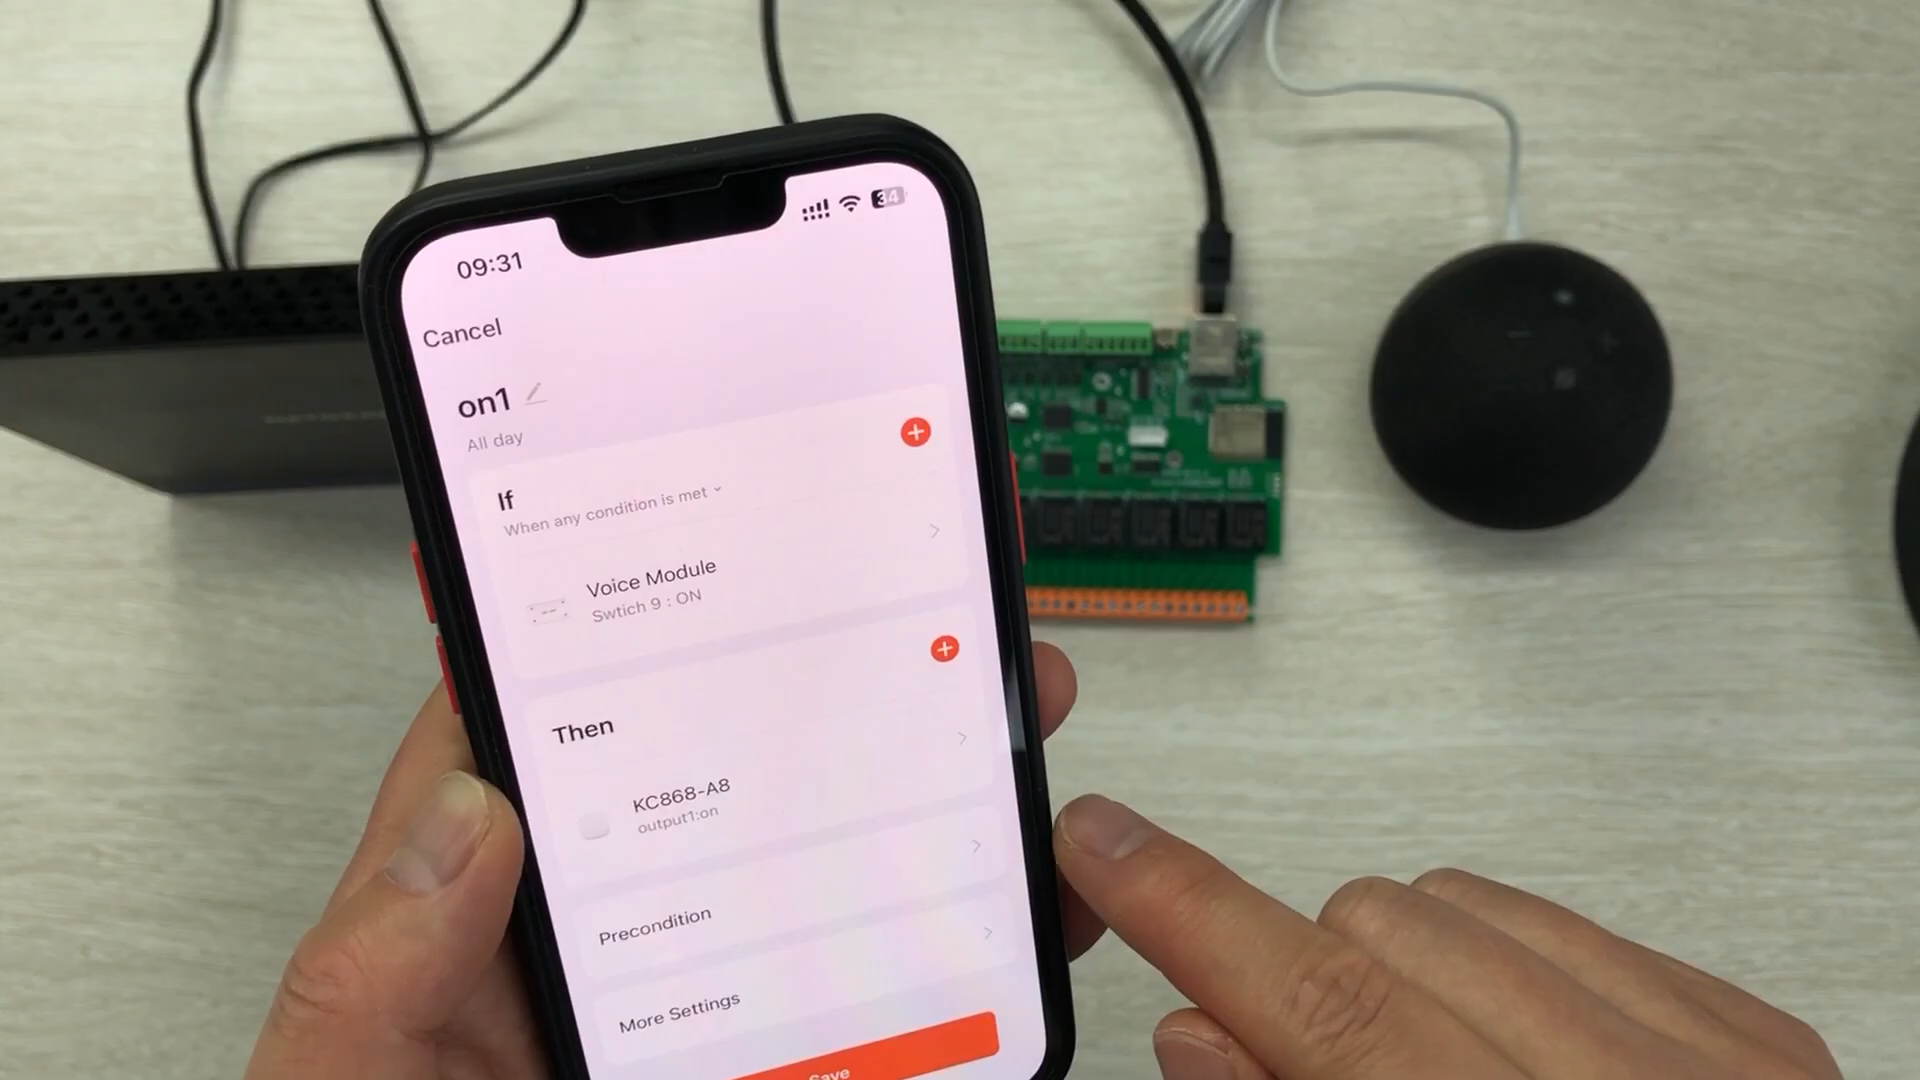 09:31
34
Cancel
on1
All day
If
When any condition is met
Voice Module
Swtich 9 : ON
Then
KC868-A8
output1:on
Precondition
More Settings
Save